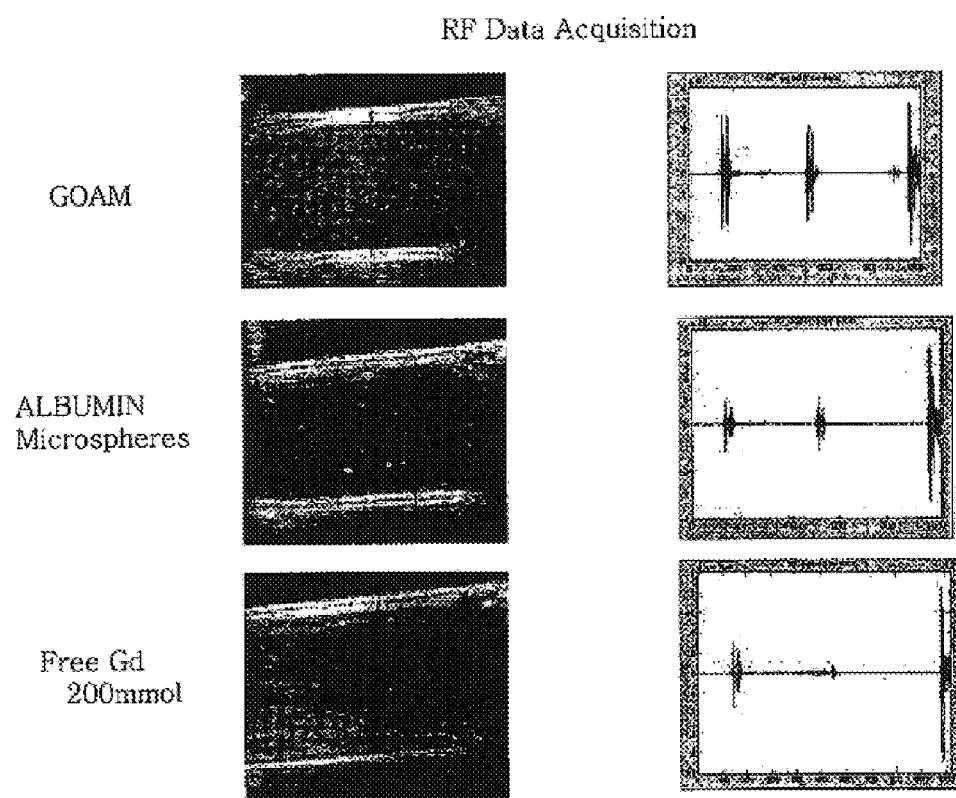 RF Data Acquisition
GOAM
ALBUMIN
Microspheres
Free Gd
200mmol